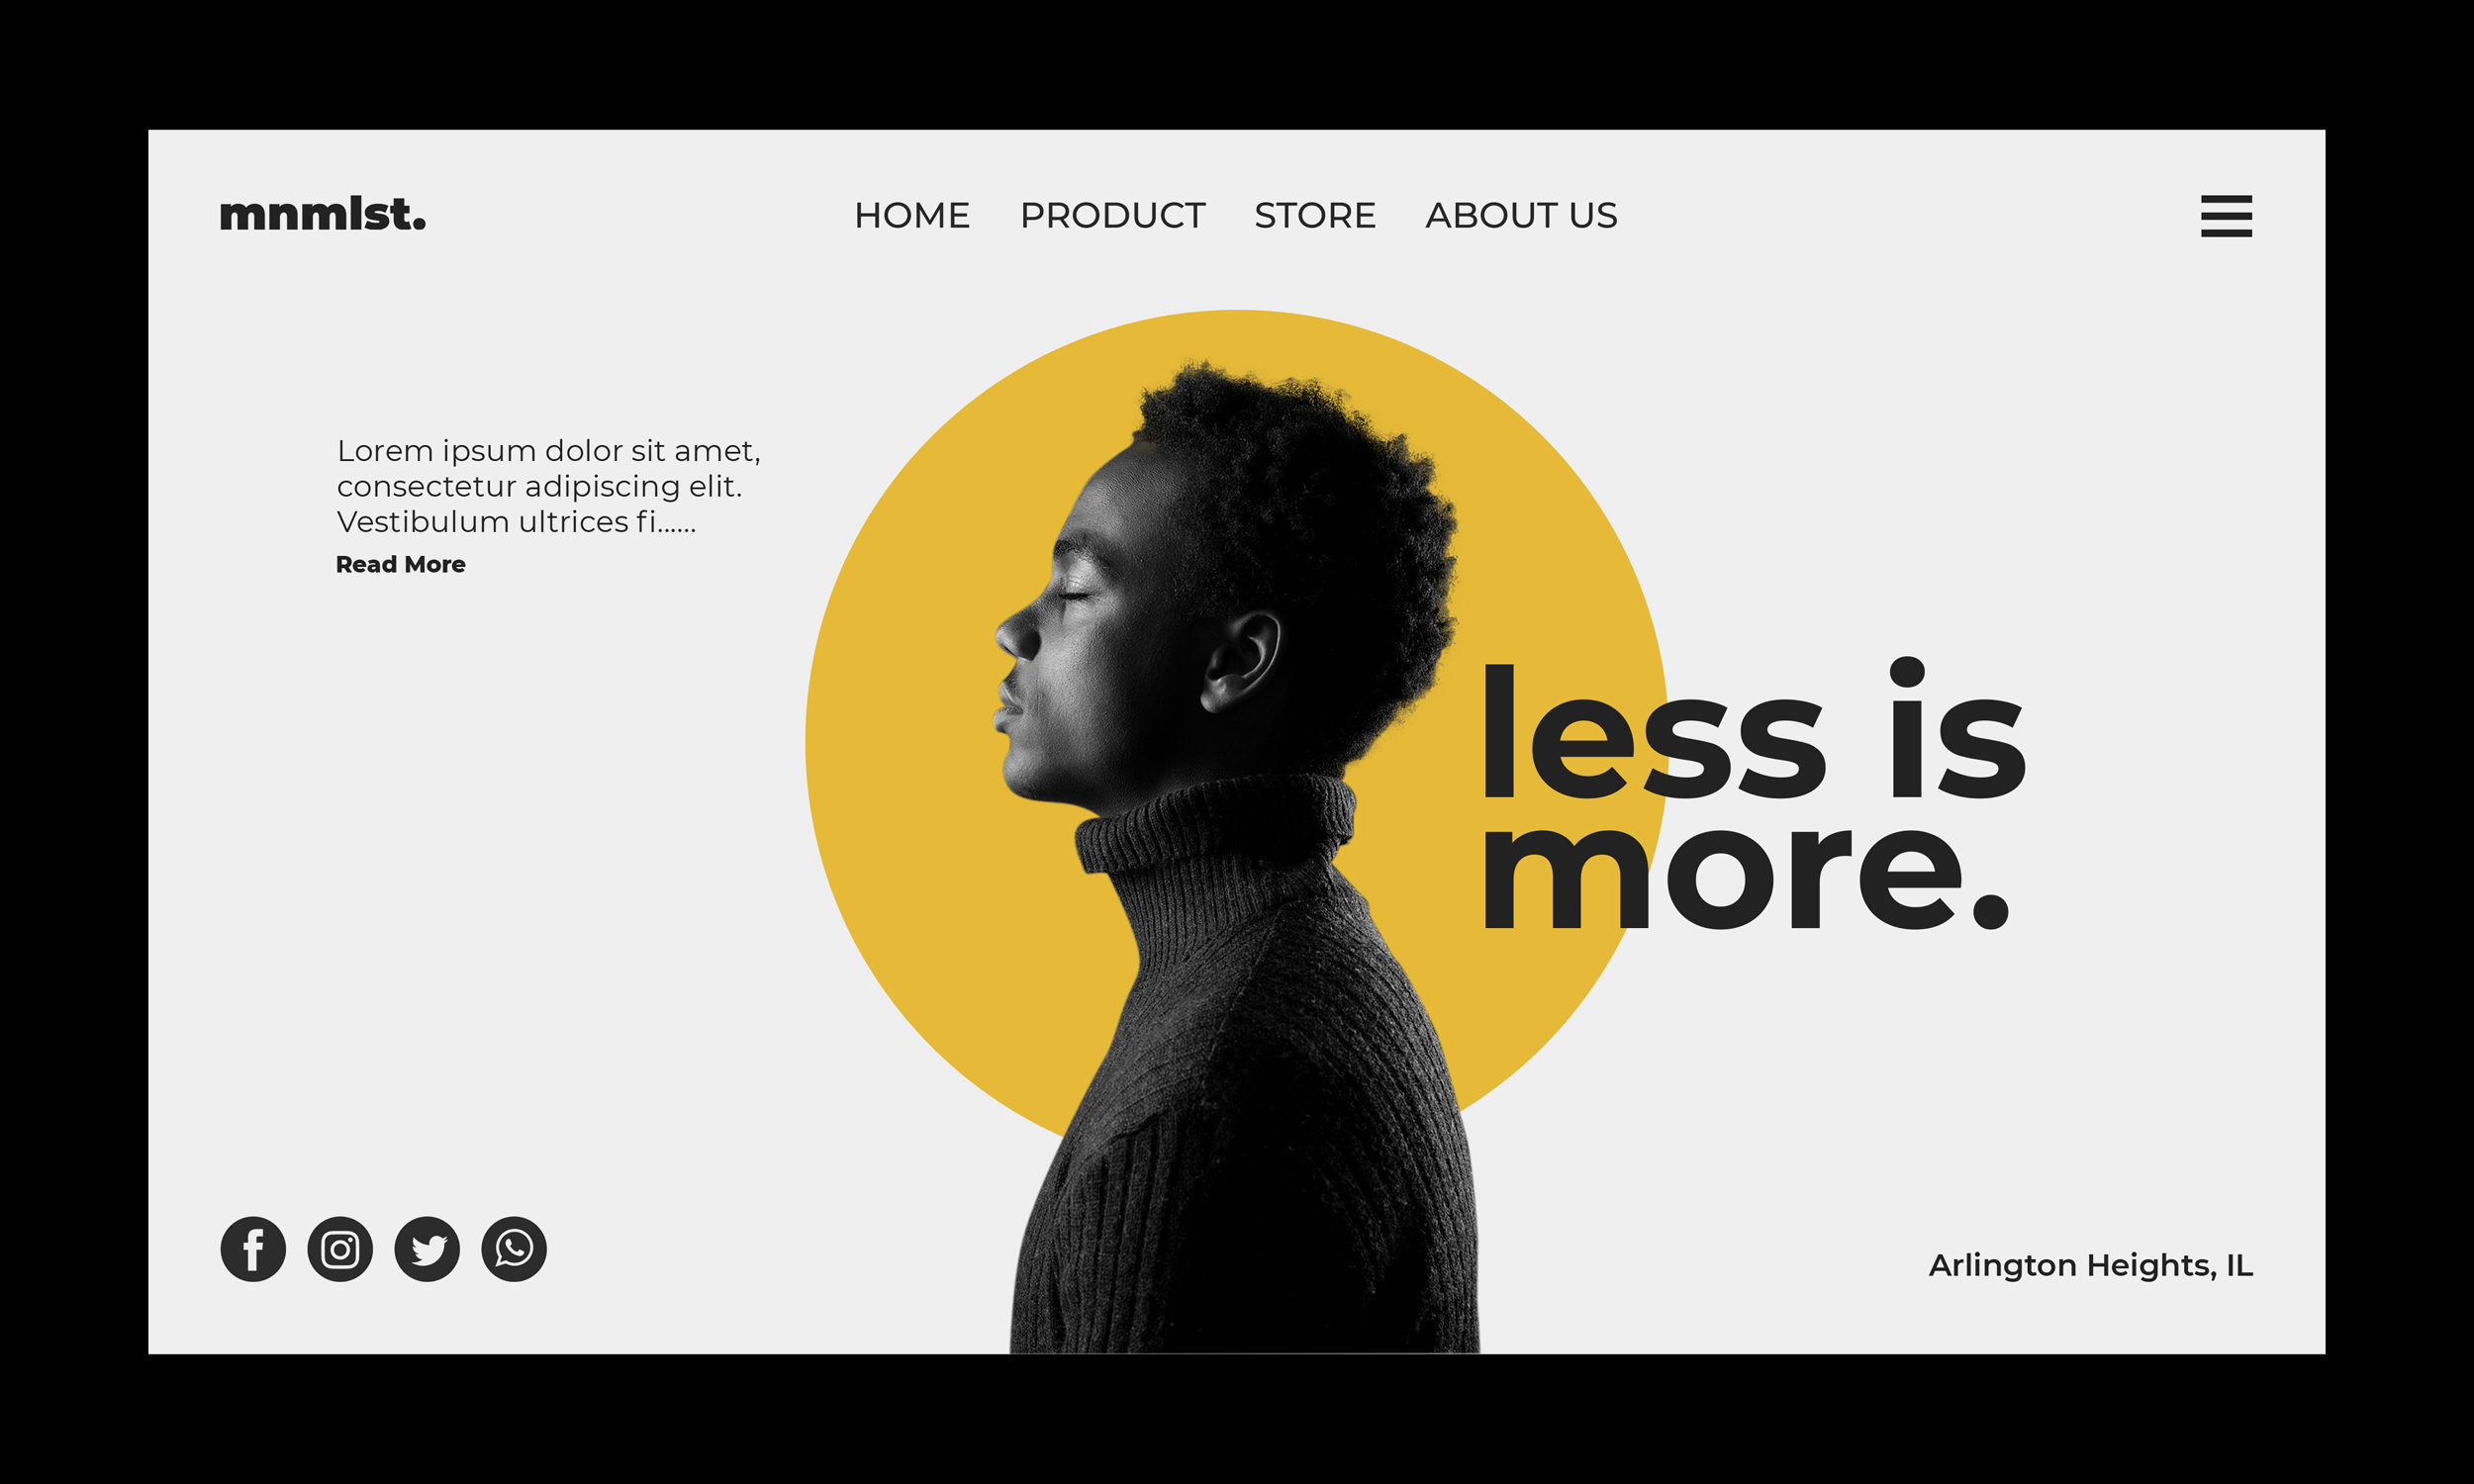 mnmlst.
HOME PRODUCT STORE ABOUT US
Lorem ipsum dolor sit amet,
consectetur adipiscing elit.
Vestibulum ultrices fi......
Read More
less is
more.
Arlington Heights, IL